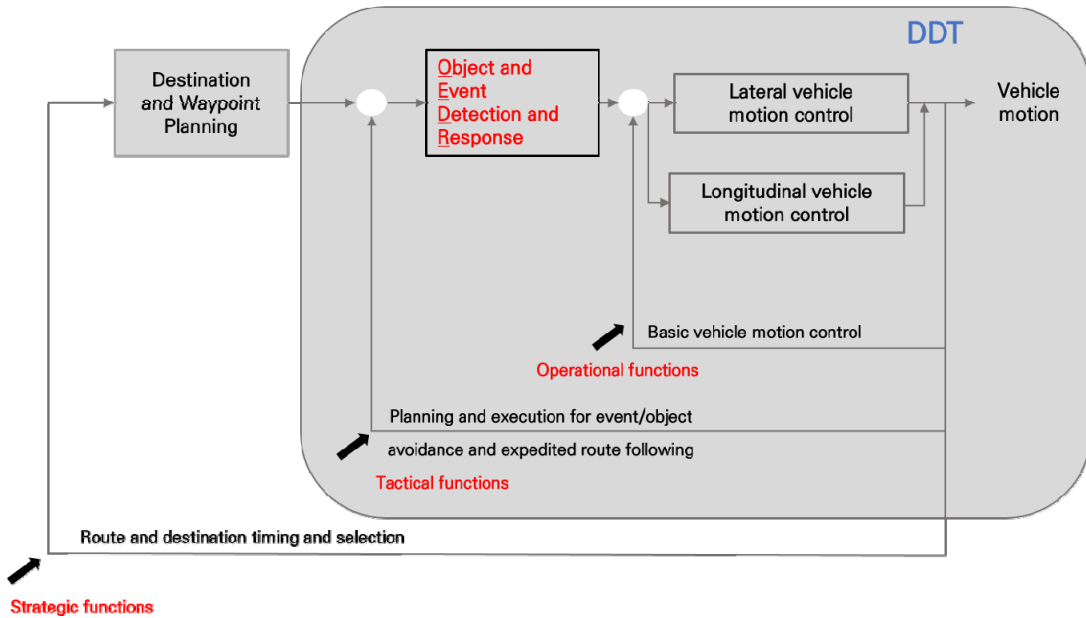 DDT
Destination
and Waypoint
Planning
Object and
Event
Detection and
Response
Lateral vehicle
motion control
Vehicle
motion
Longitudinal vehicle
motion control
Basic vehicle motion control
Operational functions
Planning and execution for event/object
avoidance and expedited route following
Tactical functions
Route and destination timing and selection
Strategic functions